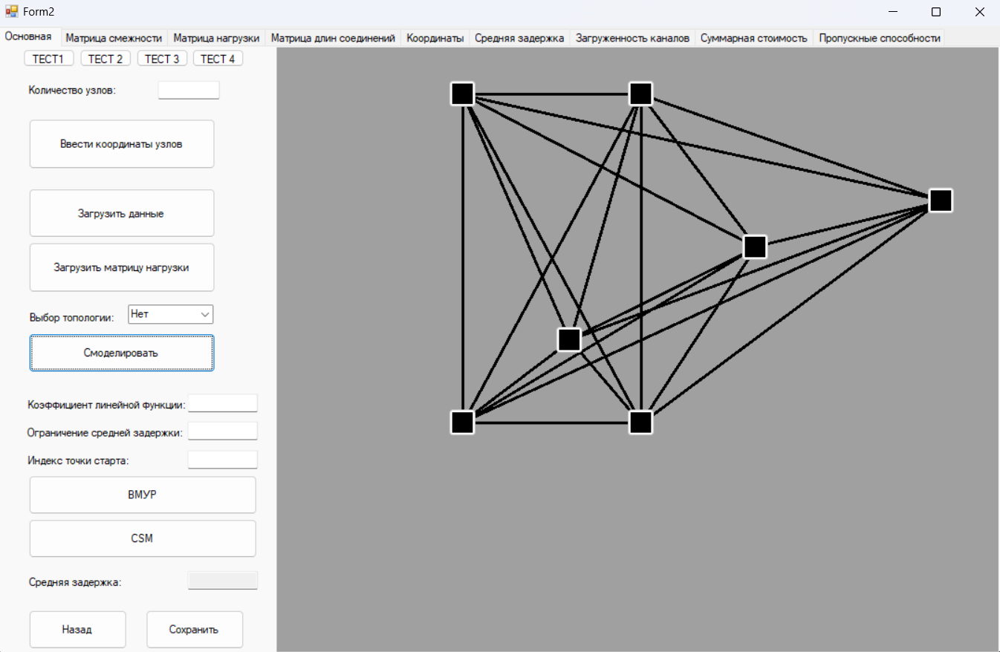 Form2
Основная Матрица смежности Матрица нагрузки Матрица длин соединений Координаты Средняя задержка Загруженность каналов Суммарная стоимость Пропускные способности
ТЕСТ1 ТЕСТ 2 ТЕСТ 3 ТЕСТ 4
Количество узлов:
Ввести координаты узлов
Загрузить данные
Загрузить матрицу нагрузки
Выбор топологии: Нет
Смоделировать
Коэффициент линейной функции:
Ограничение средней задержки:
Индекс точки старта:
ВМУР
CSM
Средняя задержка:
Назад Сохранить